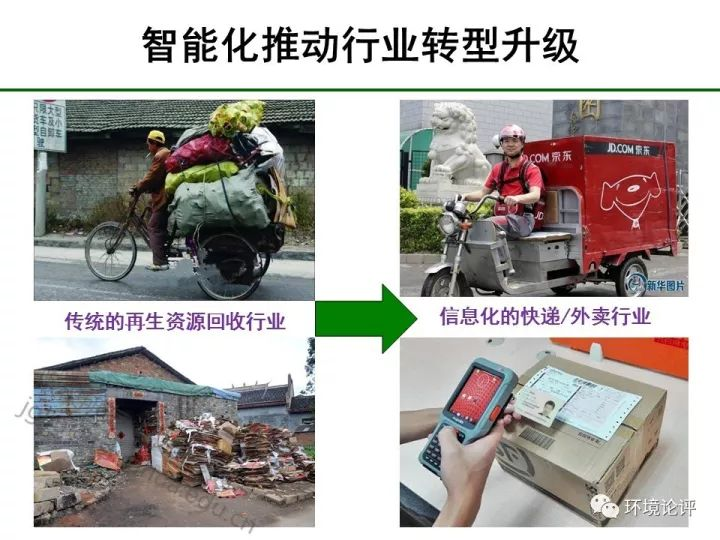 智能化推动行业转型升级
JD.COM 京东
JD
新华图片
传统的再生资源回收行业
信息化的快递/外卖行业
环境论评